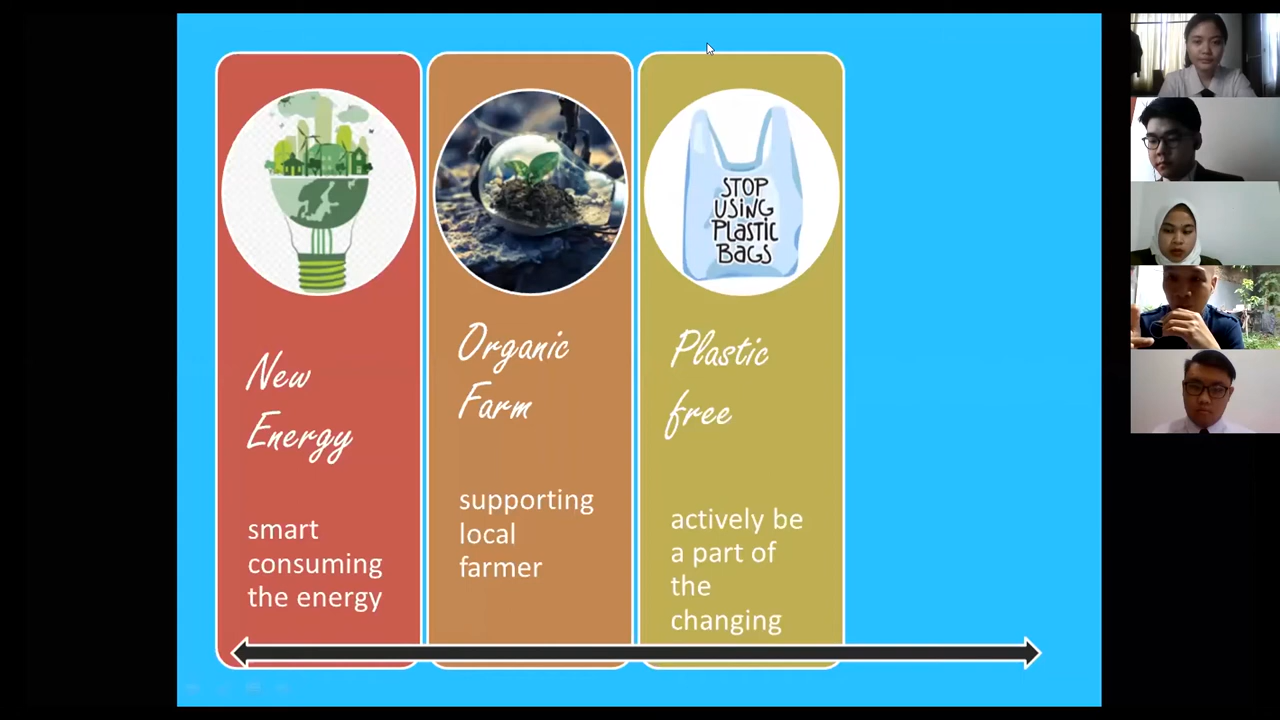 New
Energy
smart
consuming
the energy
Organic
Farm
supporting
local
farmer
STOP
USING
PLASTIC
BAGS
Plastic
free
actively be
a part of
the
changing